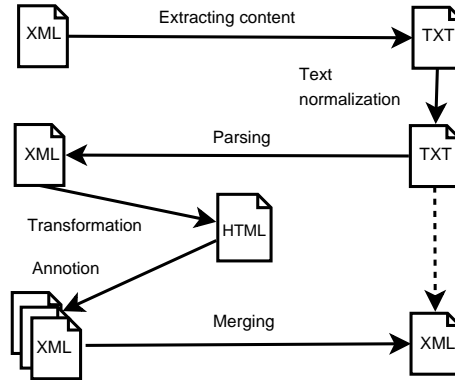 Extracting content
XML
TXT
Text
normalization
Parsing
XML
TXT
Transformation
HTML
Annotion
Merging
XML
XML